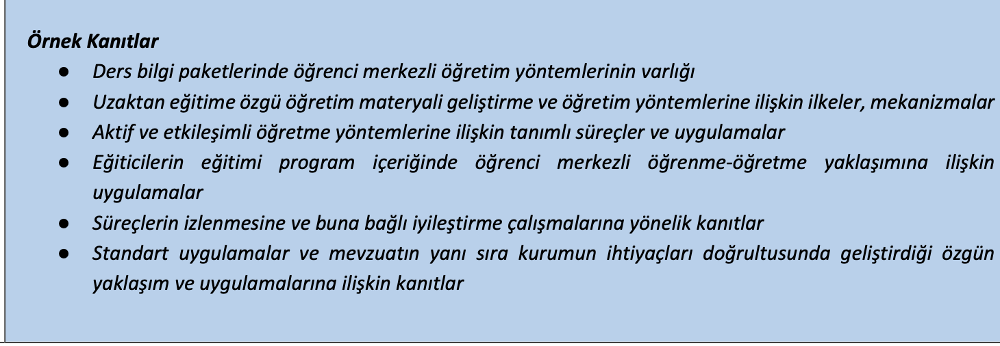 Örnek Kanıtlar
● Ders bilgi paketlerinde öğrenci merkezli öğretim yöntemlerinin varlığı
● Uzaktan eğitime özgü öğretim materyali geliştirme ve öğretim yöntemlerine ilişkin ilkeler, mekanizmalar
● Aktif ve etkileşimli öğretme yöntemlerine ilişkin tanımlı süreçler ve uygulamalar
● Eğiticilerin eğitimi program içeriğinde öğrenci merkezli öğrenme-öğretme yaklaşımına ilişkin
uygulamalar
● Süreçlerin izlenmesine ve buna bağlı iyileştirme çalışmalarına yönelik kanıtlar
● Standart uygulamalar ve mevzuatın yanı sıra kurumun ihtiyaçları doğrultusunda geliştirdiği özgün
yaklaşım ve uygulamalarına ilişkin kanıtlar